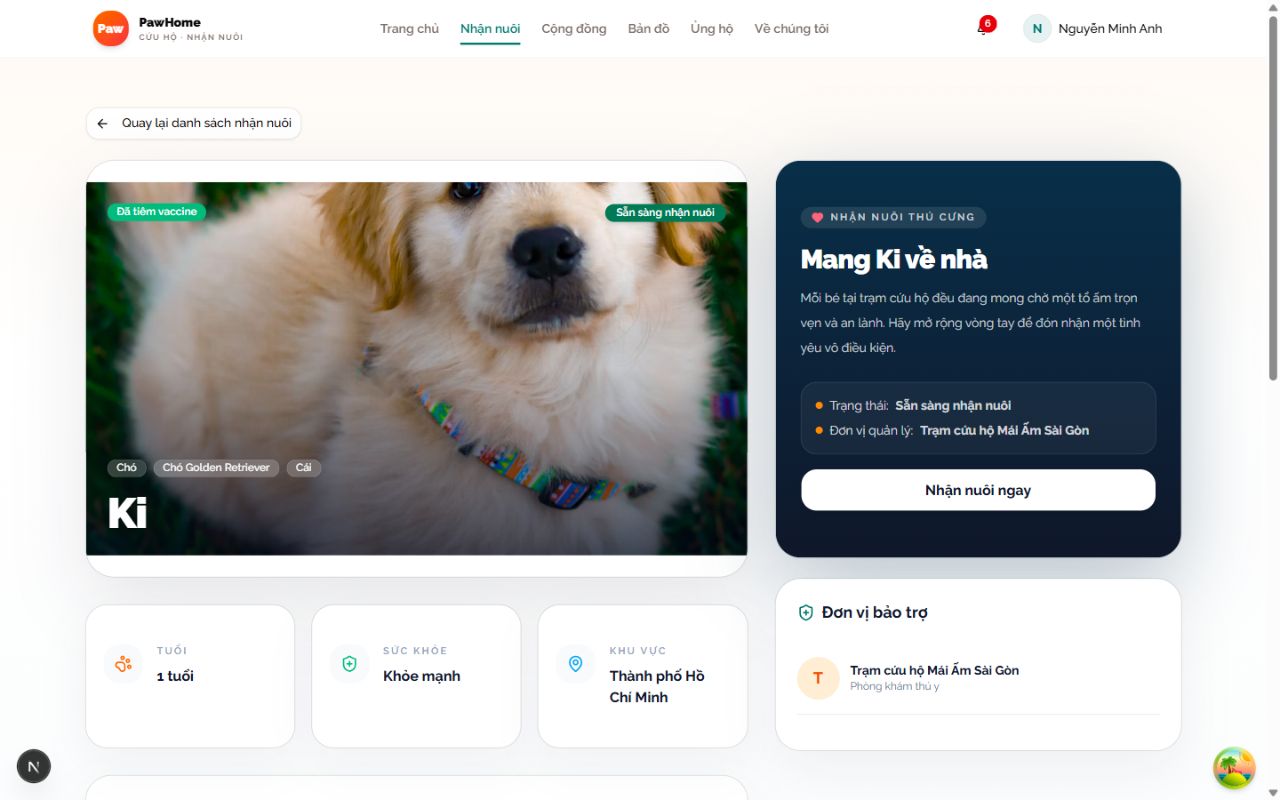 Paw
PawHome
CỨU HỘ · NHẬN NUÔI
Trang chủ
Nhận nuôi
Cộng đồng
Bản đồ
Ủng hộ
Về chúng tôi
6
N
Nguyễn Minh Anh
Quay lại danh sách nhận nuôi
Đã tiêm vaccine
Sẵn sàng nhận nuôi
Chó
Chó Golden Retriever
Cái
Ki
NHẬN NUÔI THÚ CƯNG
Mang Ki về nhà
Mỗi bé tại trạm cứu hộ đều đang mong chờ một tổ ấm trọn
vẹn và an lành. Hãy mở rộng vòng tay để đón nhận một tình
yêu vô điều kiện.
Trạng thái: Sẵn sàng nhận nuôi
Đơn vị quản lý: Trạm cứu hộ Mái Ấm Sài Gòn
Nhận nuôi ngay
TUỔI
1 tuổi
SỨC KHỎE
Khỏe mạnh
KHU VỰC
Thành phố Hồ
Chí Minh
Đơn vị bảo trợ
T
Trạm cứu hộ Mái Ấm Sài Gòn
Phòng khám thú y
N